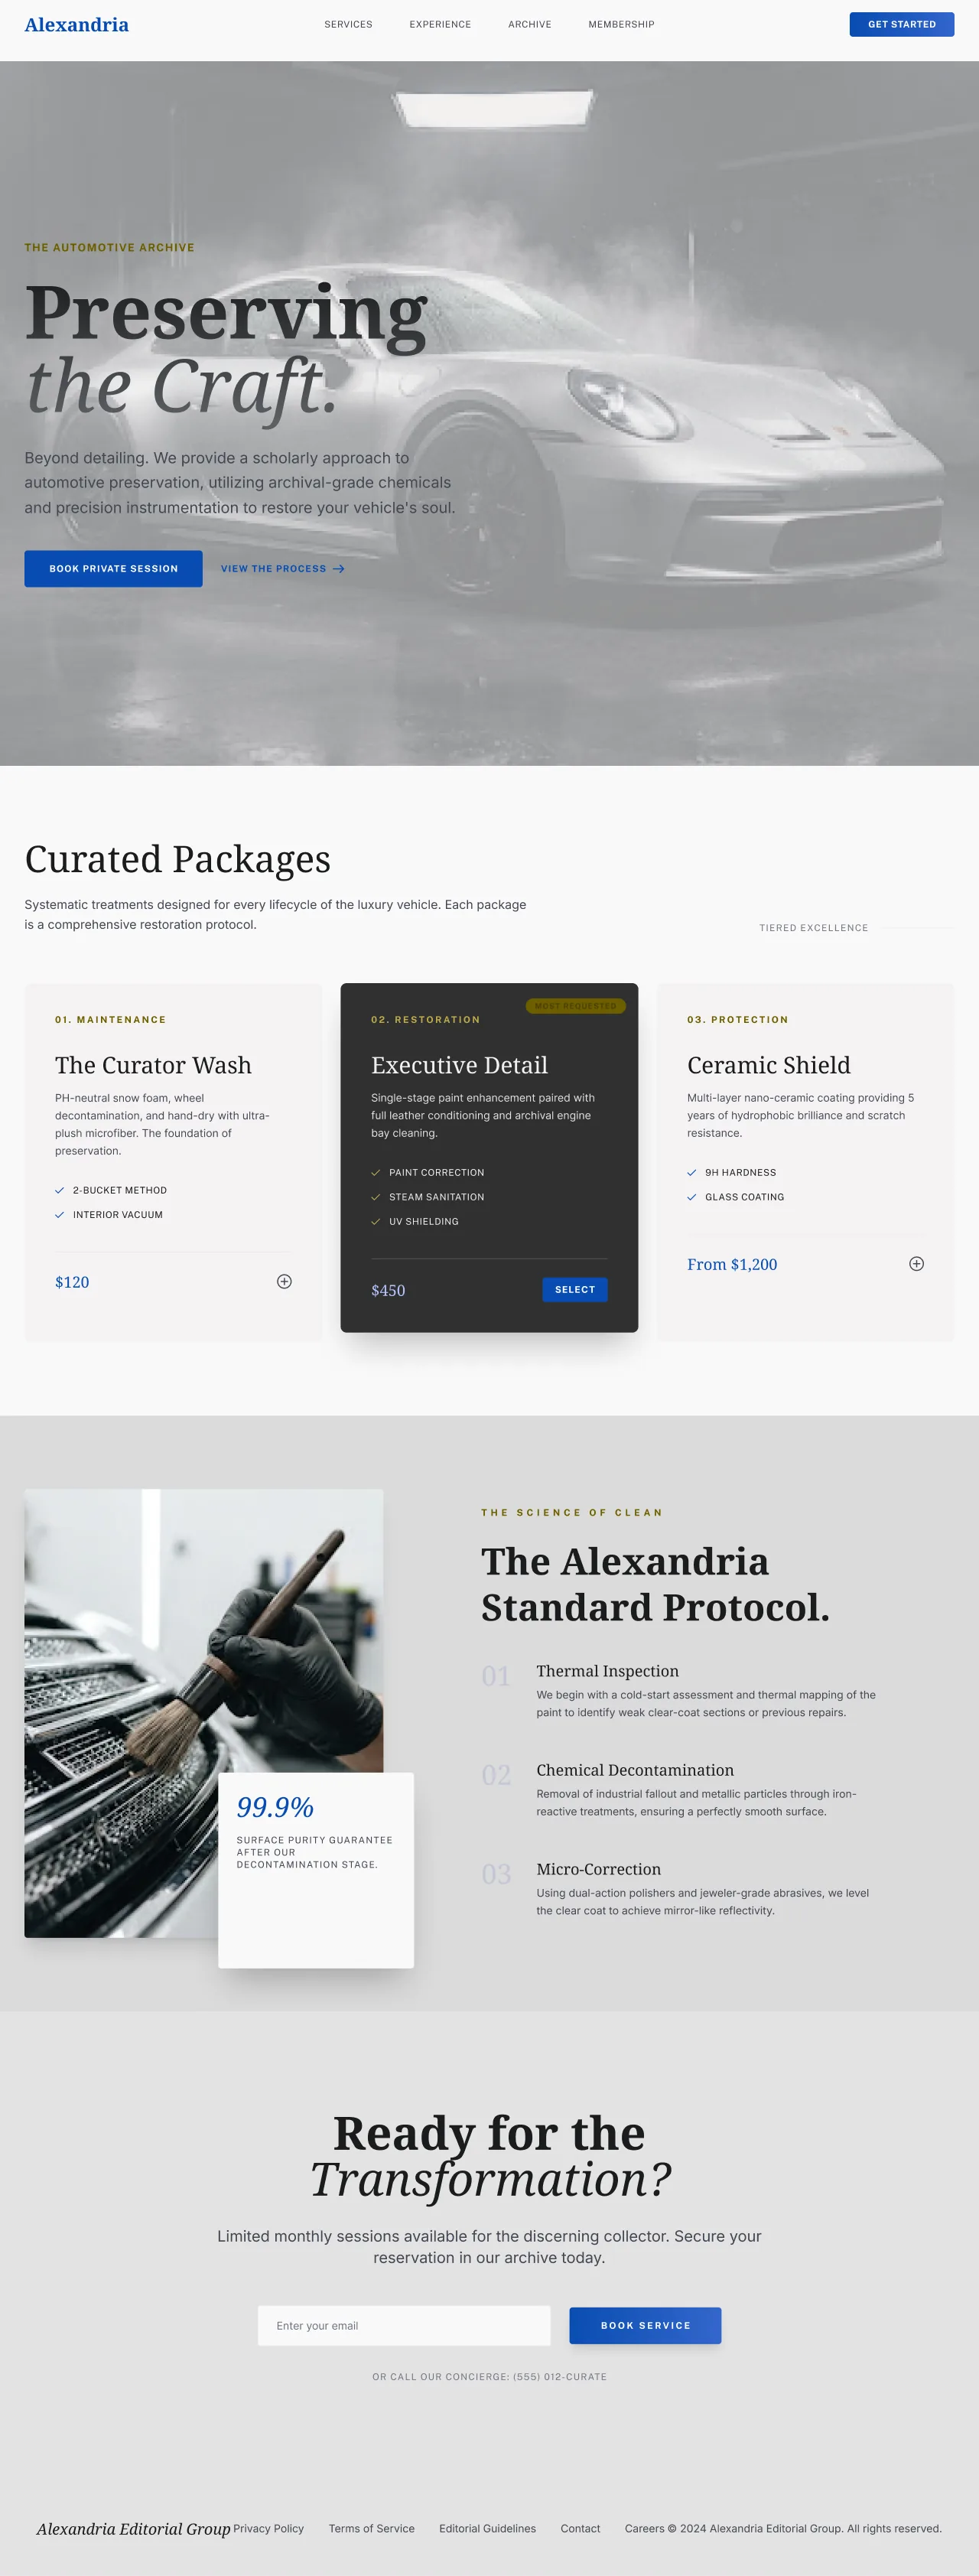 Alexandria
SERVICES
EXPERIENCE
ARCHIVE
MEMBERSHIP
GET STARTED
THE AUTOMOTIVE ARCHIVE
Preserving
the Craft.
Beyond detailing. We provide a scholarly approach to
automotive preservation, utilizing archival-grade chemicals
and precision instrumentation to restore your vehicle's soul.
BOOK PRIVATE SESSION
VIEW THE PROCESS
Curated Packages
Systematic treatments designed for every lifecycle of the luxury vehicle. Each package
is a comprehensive restoration protocol.
TIERED EXCELLENCE
01. MAINTENANCE
The Curator Wash
PH-neutral snow foam, wheel
decontamination, and hand-dry with ultra-
plush microfiber. The foundation of
preservation.
2-BUCKET METHOD
INTERIOR VACUUM
$120
MOST REQUESTED
02. RESTORATION
Executive Detail
Single-stage paint enhancement paired with
full leather conditioning and archival engine
bay cleaning.
PAINT CORRECTION
STEAM SANITATION
UV SHIELDING
$450
SELECT
03. PROTECTION
Ceramic Shield
Multi-layer nano-ceramic coating providing 5
years of hydrophobic brilliance and scratch
resistance.
9H HARDNESS
GLASS COATING
From $1,200
99.9%
SURFACE PURITY GUARANTEE
AFTER OUR
DECONTAMINATION STAGE.
THE SCIENCE OF CLEAN
The Alexandria
Standard Protocol.
01
Thermal Inspection
We begin with a cold-start assessment and thermal mapping of the
paint to identify weak clear-coat sections or previous repairs.
02
Chemical Decontamination
Removal of industrial fallout and metallic particles through iron-
reactive treatments, ensuring a perfectly smooth surface.
03
Micro-Correction
Using dual-action polishers and jeweler-grade abrasives, we level
the clear coat to achieve mirror-like reflectivity.
Ready for the
Transformation?
Limited monthly sessions available for the discerning collector. Secure your
reservation in our archive today.
Enter your email
BOOK SERVICE
OR CALL OUR CONCIERGE: (555) 012-CURATE
Alexandria Editorial Group
Privacy Policy
Terms of Service
Editorial Guidelines
Contact
Careers
© 2024 Alexandria Editorial Group. All rights reserved.